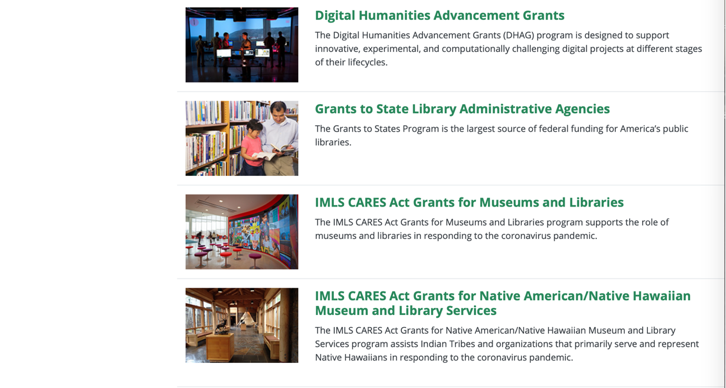 Digital Humanities Advancement Grants
The Digital Humanities Advancement Grants (DHAG) program is designed to support
innovative, experimental, and computationally challenging digital projects at different stages
of their lifecycles.
Grants to State Library Administrative Agencies
The Grants to States Program is the largest source of federal funding for America's public
libraries.
IMLS CARES Act Grants for Museums and Libraries
The IMLS CARES Act Grants for Museums and Libraries program supports the role of
museums and libraries in responding to the coronavirus pandemic.
IMLS CARES Act Grants for Native American/Native Hawaiian
Museum and Library Services
The IMLS CARES Act Grants for Native American/Native Hawaiian Museum and Library
Services program assists Indian Tribes and organizations that primarily serve and represent
Native Hawaiians in responding to the coronavirus pandemic.